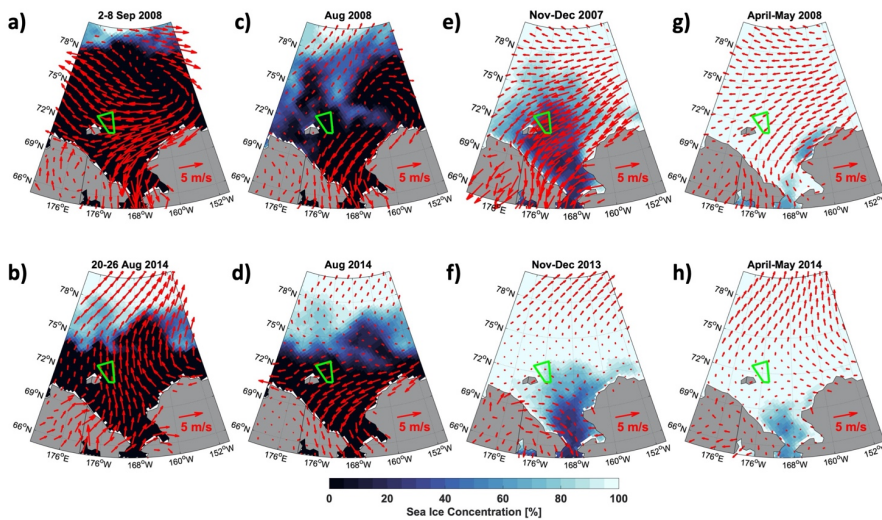 a) 2-8 Sep 2008
78°N
75°N
72°N
69°N
66°N
176°E 176°W 168°W 160°W 152°W
5 m/s
c) Aug 2008
78°N
75°N
72°N
69°N
66°N
176°E 176°W 168°W 160°W 152°W
5 m/s
e) Nov-Dec 2007
78°N
75°N
72°N
69°N
66°N
176°E 176°W 168°W 160°W 152°W
5 m/s
g) April-May 2008
78°N
75°N
72°N
69°N
66°N
176°E 176°W 168°W 160°W 152°W
5 m/s
b) 20-26 Aug 2014
78°N
75°N
72°N
69°N
66°N
176°E 176°W 168°W 160°W 152°W
5 m/s
d) Aug 2014
78°N
75°N
72°N
69°N
66°N
176°E 176°W 168°W 160°W 152°W
5 m/s
f) Nov-Dec 2013
78°N
75°N
72°N
69°N
66°N
176°E 176°W 168°W 160°W 152°W
5 m/s
h) April-May 2014
78°N
75°N
72°N
69°N
66°N
176°E 176°W 168°W 160°W 152°W
5 m/s
0 20 40 60 80 100
Sea Ice Concentration [%]